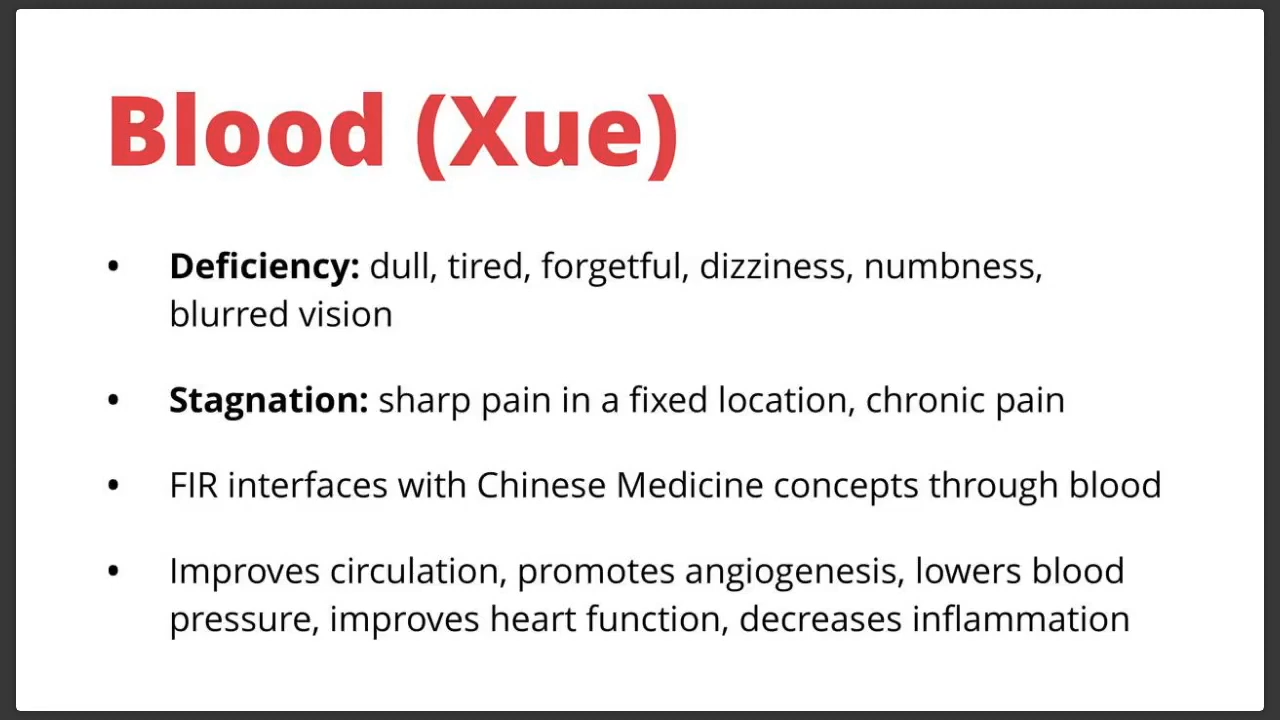 Blood (Xue)
• Deficiency: dull, tired, forgetful, dizziness, numbness,
blurred vision
• Stagnation: sharp pain in a fixed location, chronic pain
• FIR interfaces with Chinese Medicine concepts through blood
• Improves circulation, promotes angiogenesis, lowers blood
pressure, improves heart function, decreases inflammation